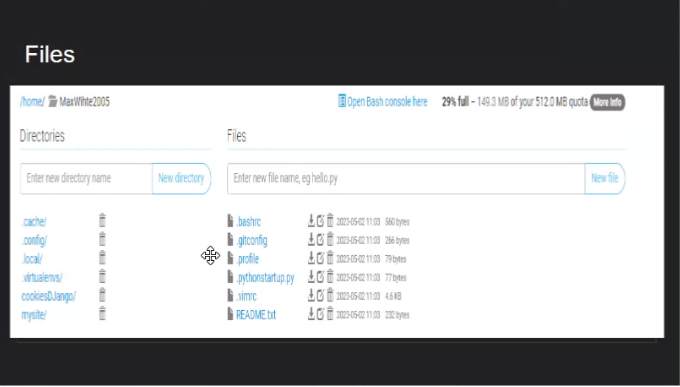 Files
/home/ MaxWihte2005
Open Bash console here
29% full – 149.3 MB of your 512.0 MB quota
More Info
Directories
Files
Enter new directory name
New directory
Enter new file name, eg hello.py
New file
.cache/
.bashrc 2023-05-02 11:03 560 bytes
.config/
.gitconfig 2023-05-02 11:03 266 bytes
.local/
.profile 2023-05-02 11:03 79 bytes
.virtualenvs/
.pythonstartup.py 2023-05-02 11:03 77 bytes
cookiesDJango/
.vimrc 2023-05-02 11:03 4.6 KB
mysite/
README.txt 2023-05-02 11:03 232 bytes